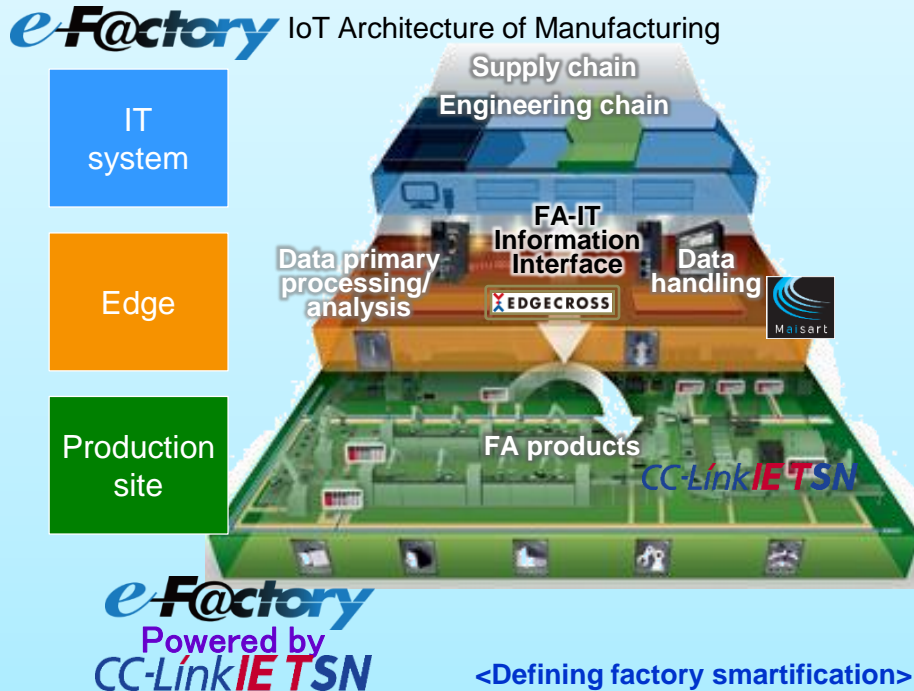 e-F@ctory IoT Architecture of Manufacturing
Supply chain
Engineering chain
IT
system
FA-IT
Information
Interface
Data primary
processing/
analysis
Data
handling
EDGECROSS
Maisart
Edge
Production
site
FA products
CC-Link IE TSN
e-F@ctory
Powered by
CC-Link IE TSN
<Defining factory smartification>